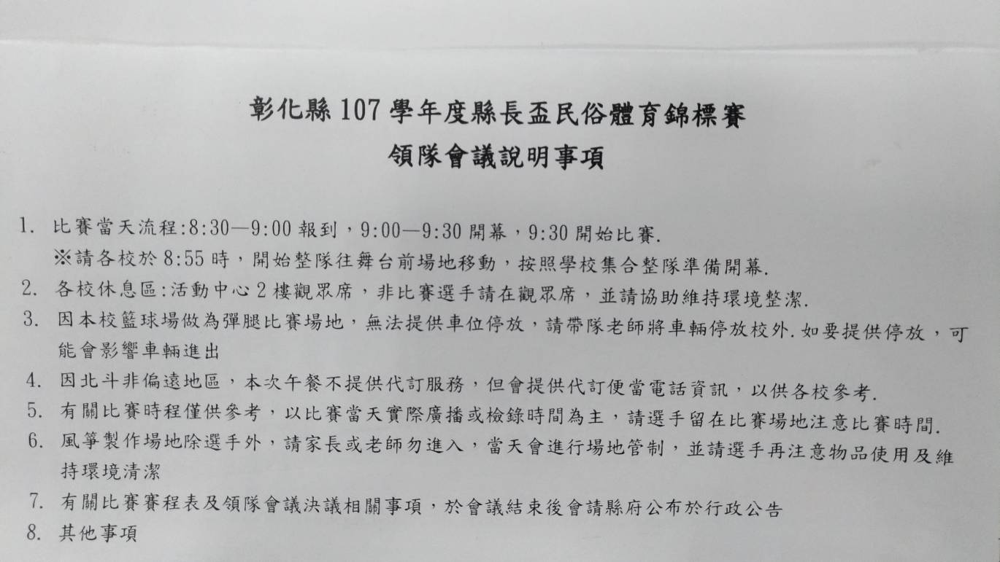 彰化縣 107 學年度縣長盃民俗體育錦標賽
領隊會議說明事項
1. 比賽當天流程:8:30—9:00 報到，9:00—9:30 開幕，9:30 開始比賽.
※請各校於 8:55 時，開始整隊往舞台前場地移動，按照學校集合整隊準備開幕.
2. 各校休息區:活動中心 2 樓觀眾席，非比賽選手請在觀眾席，並請協助維持環境整潔.
3. 因本校籃球場做為彈腿比賽場地，無法提供車位停放，請帶隊老師將車輛停放校外.如要提供停放，可
能會影響車輛進出
4. 因北斗非偏遠地區，本次午餐不提供代訂服務，但會提供代訂便當電話資訊，以供各校參考.
5. 有關比賽時程僅供參考，以比賽當天實際廣播或檢錄時間為主，請選手留在比賽場地注意比賽時間.
6. 風箏製作場地除選手外，請家長或老師勿進入，當天會進行場地管制，並請選手再注意物品使用及維
持環境清潔
7. 有關比賽賽程表及領隊會議決議相關事項，於會議結束後會請縣府公布於行政公告
8. 其他事項